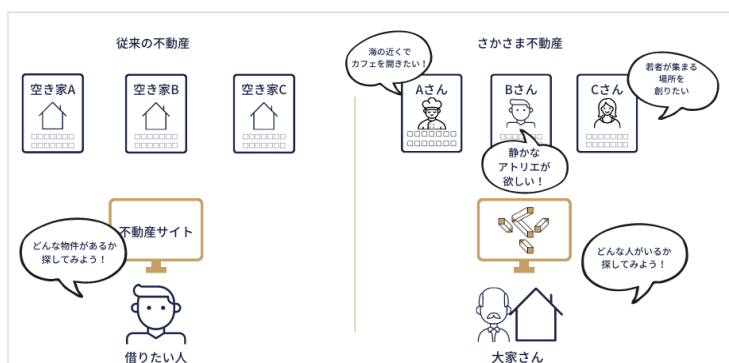 従来の不動産
空き家A
空き家B
空き家C
不動産サイト
どんな物件があるか
探してみよう！
借りたい人
さかさま不動産
海の近くで
カフェを開きたい！
Aさん
Bさん
Cさん
若者が集まる
場所を
創りたい
静かな
アトリエが
欲しい！
どんな人がいるか
探してみよう！
大家さん